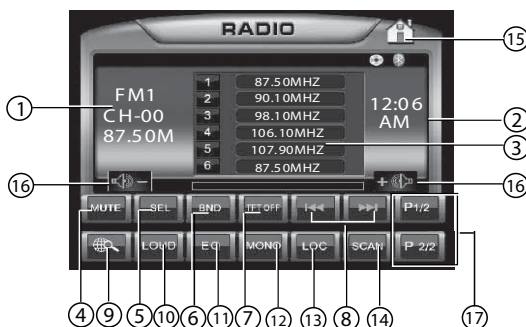 RADIO
15
1 87.50MHZ
2 90.10MHZ
3 98.10MHZ
4 106.10MHZ
5 107.90MHZ
6 87.50MHZ
FM1
CH-00
87.50M
12:06
AM
1
2
3
16 − + 16
MUTE SEL BND TFT OFF P1/2
LOUD EQ MONO LOC SCAN P 2/2
4 9 5 10 6 11 7 12 13 8 14 17